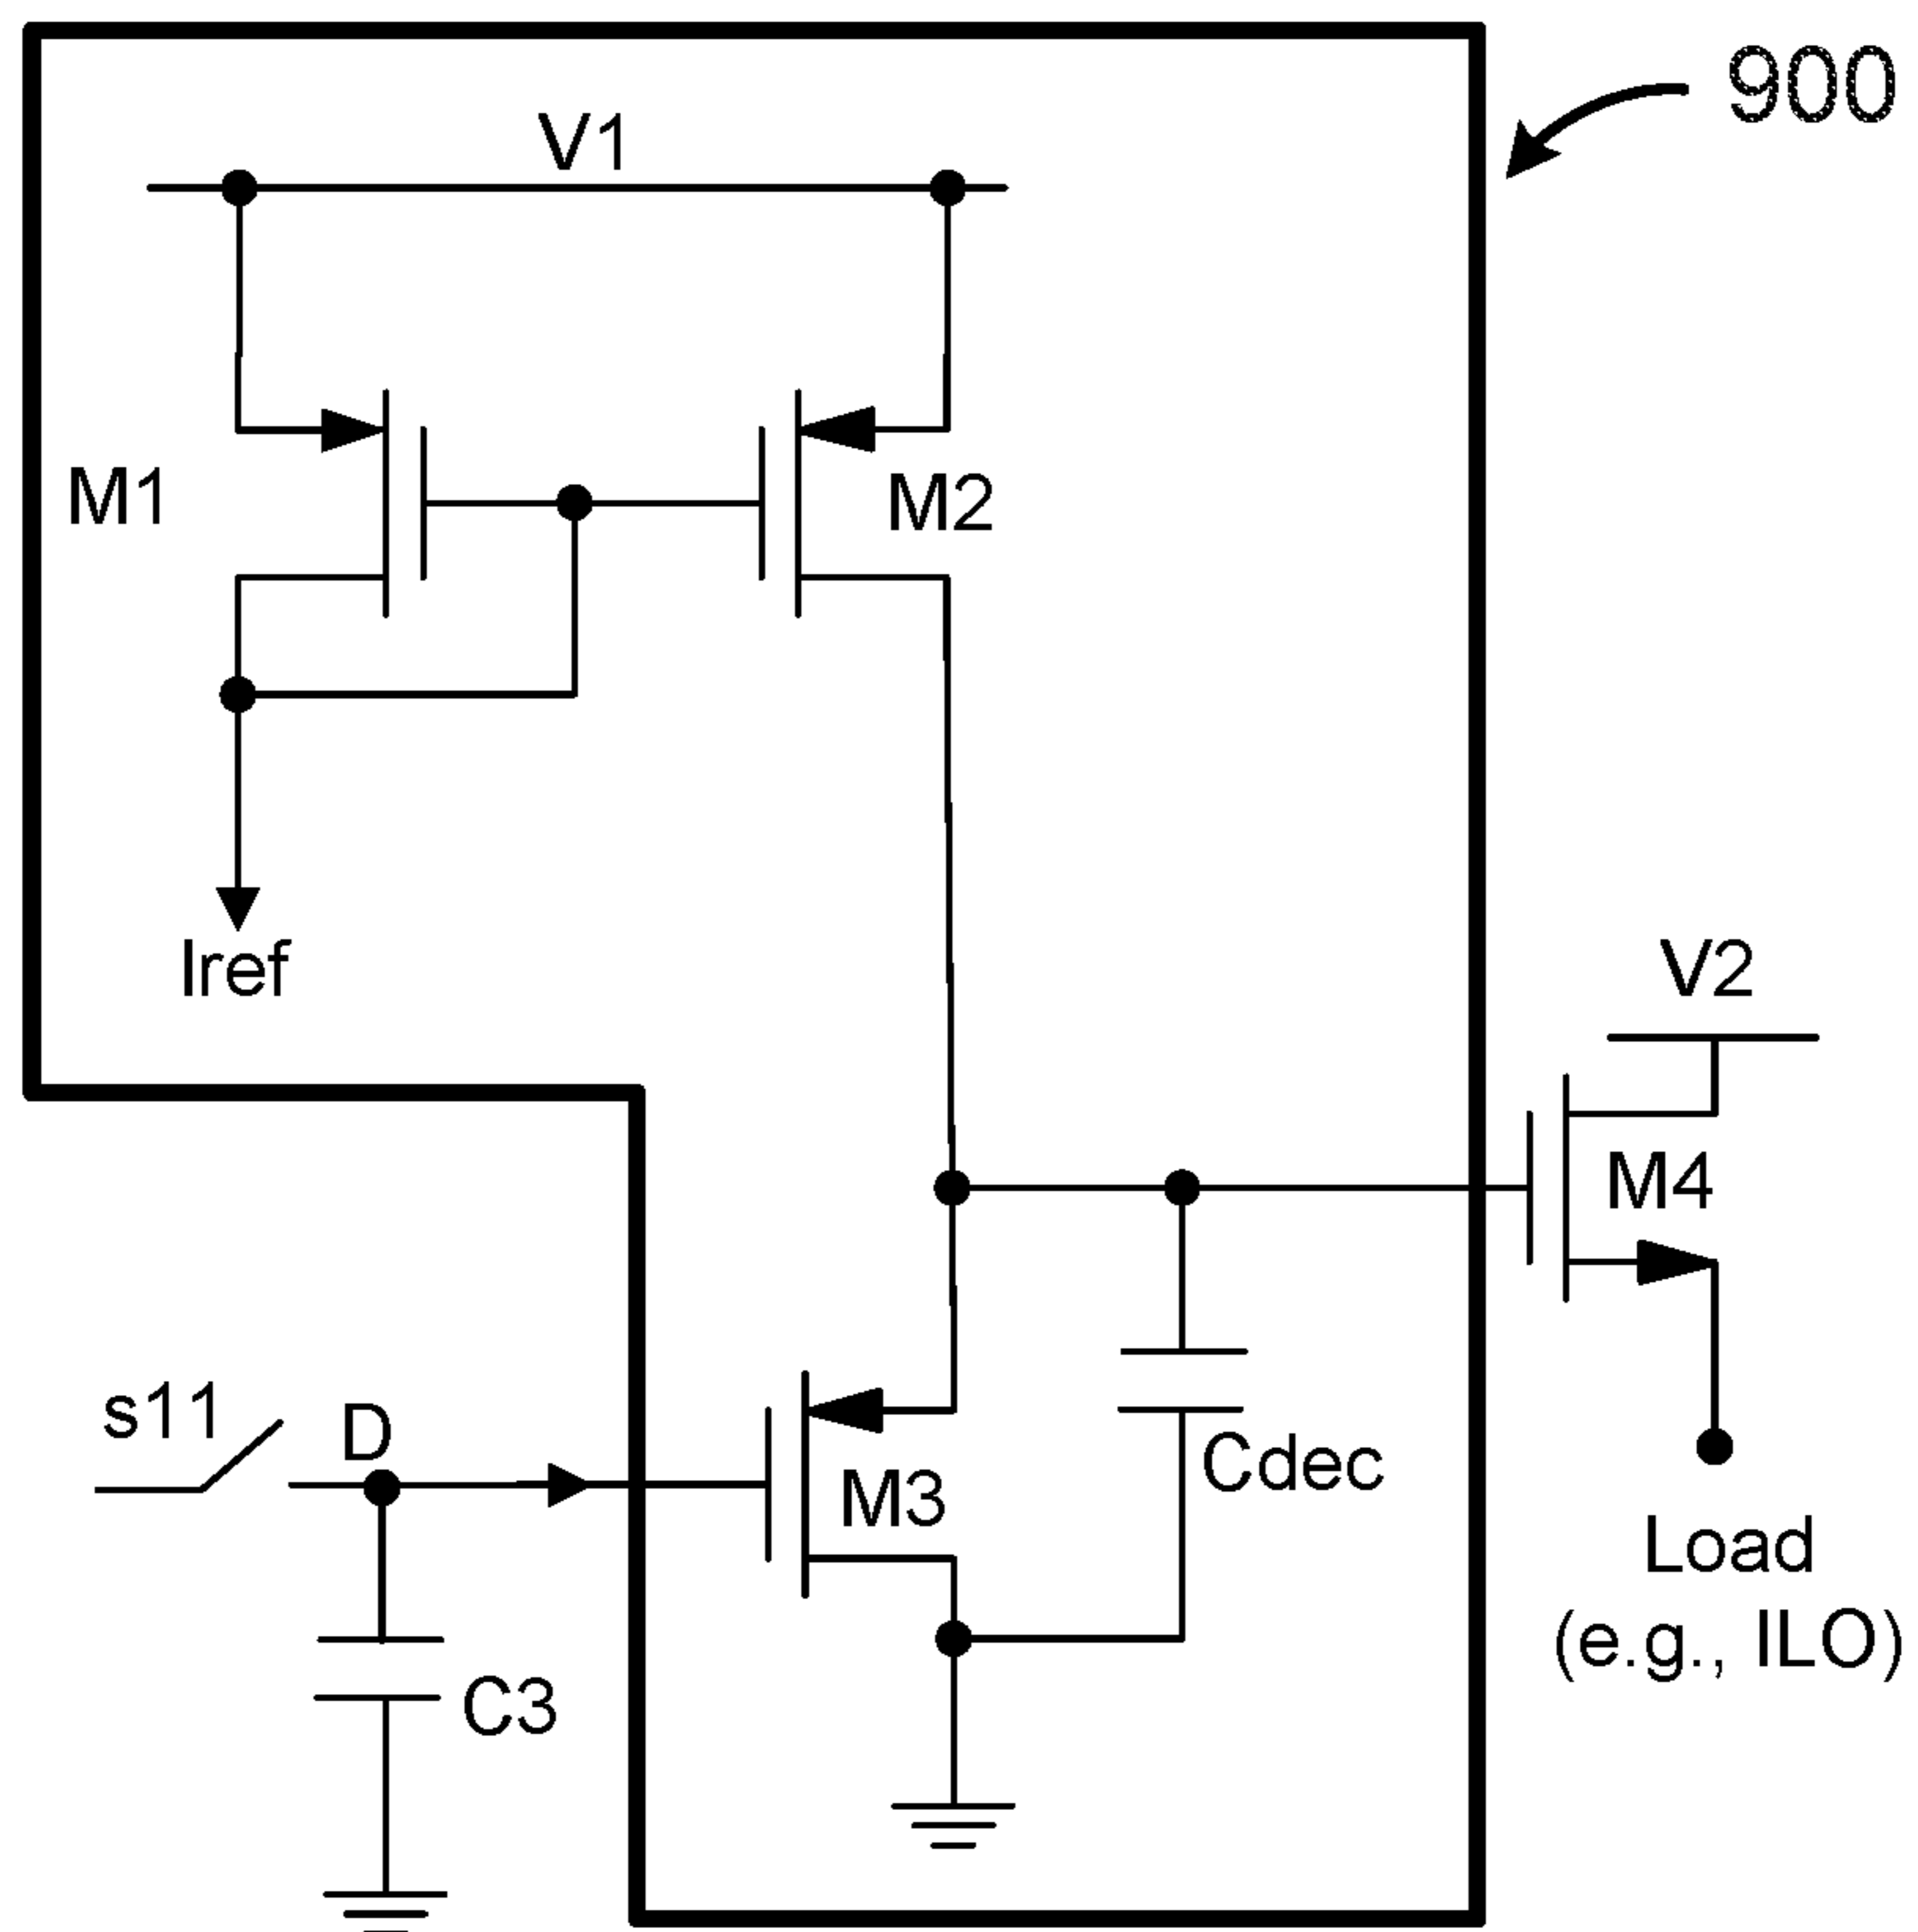 900
V1
M1
M2
Iref
V2
M4
s11
D
M3
Cdec
C3
Load
(e.g., ILO)